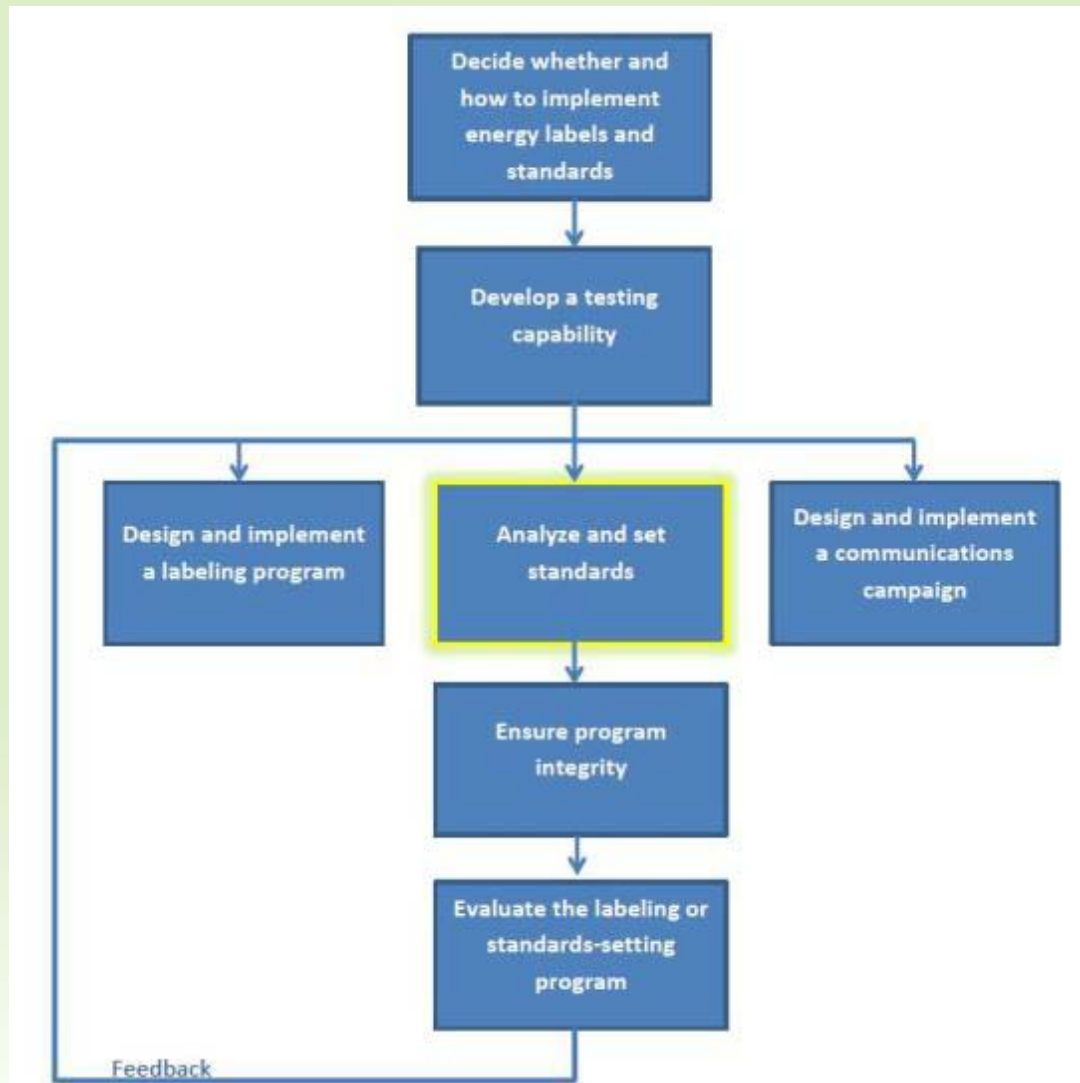 Decide whether and
how to implement
energy labels and
standards
Develop a testing
capability
Design and implement
a labeling program
Analyze and set
standards
Design and implement
a communications
campaign
Ensure program
integrity
Evaluate the labeling or
standards-setting
program
Feedback